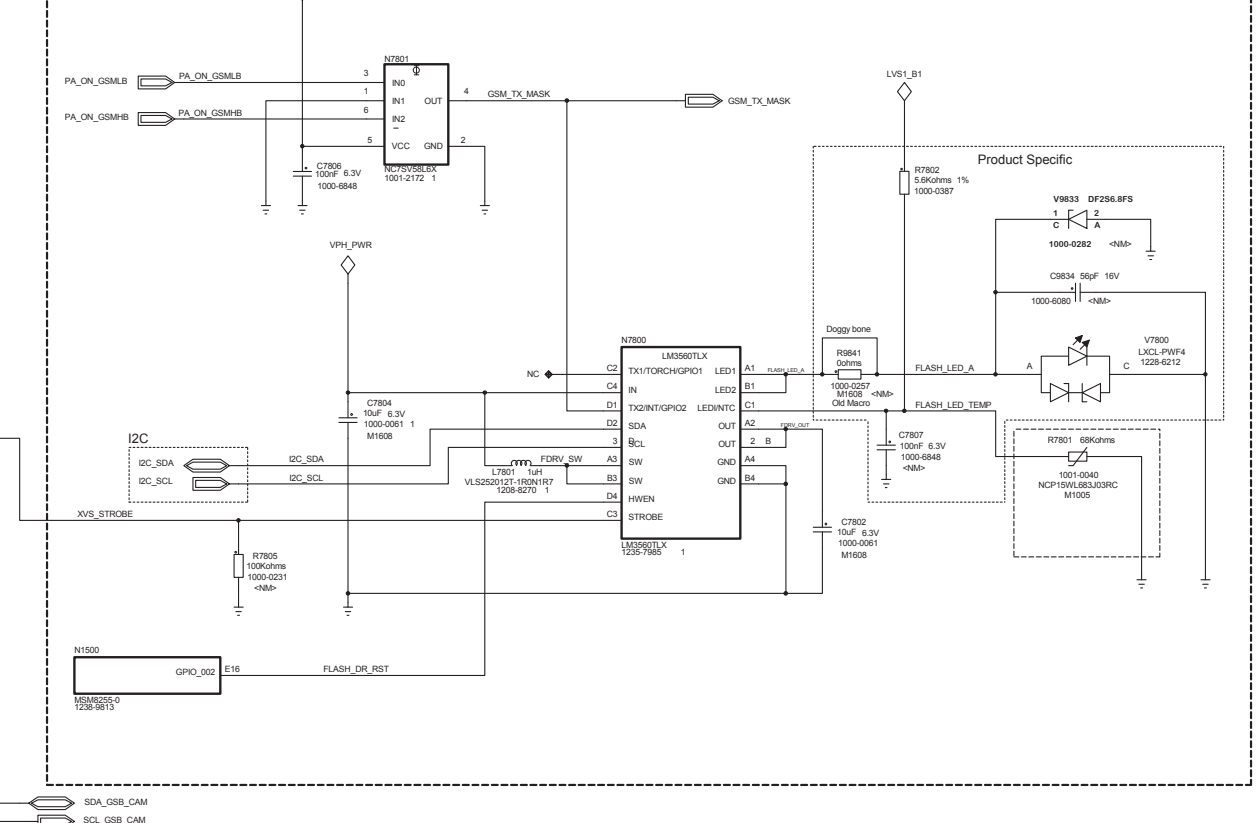 N7801
PA_ON_GSMLB
PA_ON_GSMLB
3
IN0
1
IN1
OUT
4
GSM_TX_MASK
GSM_TX_MASK
PA_ON_GSMHB
PA_ON_GSMHB
6
IN2
5
VCC
GND
2
NC7SV58L6X
1001-2172 1
C7806
100nF 6.3V
1000-6848
LVS1_B1
Product Specific
R7802
5.6Kohms 1%
1000-0387
V9833 DF2S6.8FS
1
2
C
A
1000-0282 <NM>
C9834 56pF 16V
1000-6080 <NM>
VPH_PWR
Doggy bone
R9841
0ohms
1000-0257
M1608 <NM>
Old Macro
FLASH_LED_A
V7800
LXCL-PWF4
1228-6212
A
C
FLASH_LED_TEMP
N7800
LM3560TLX
NC
C2
TX1/TORCH/GPIO1
LED1
A1
FLASH_LED_A
C4
IN
LED2
B1
D1
TX2/INT/GPIO2
LEDI/NTC
C1
D2
SDA
OUT
A2
FDRV_OUT
3
B
SCL
OUT
2 B
A3
SW
GND
A4
B3
SW
GND
B4
D4
HWEN
C3
STROBE
LM3560TLX
1235-7985 1
C7804
10uF 6.3V
1000-0061 1
M1608
C7807
100nF 6.3V
1000-6848
<NM>
R7801 68Kohms
1001-0040
NCP15WL683J03RC
M1005
I2C
I2C_SDA
I2C_SDA
I2C_SCL
I2C_SCL
FDRV_SW
L7801 1uH
VLS252012T-1R0N1R7
1208-8270 1
C7802
10uF 6.3V
1000-0061
M1608
XVS_STROBE
R7805
100Kohms
1000-0231
<NM>
N1500
GPIO_002
E16
FLASH_DR_RST
MSM8255-0
1238-9813
SDA_GSB_CAM
SCL_GSB_CAM